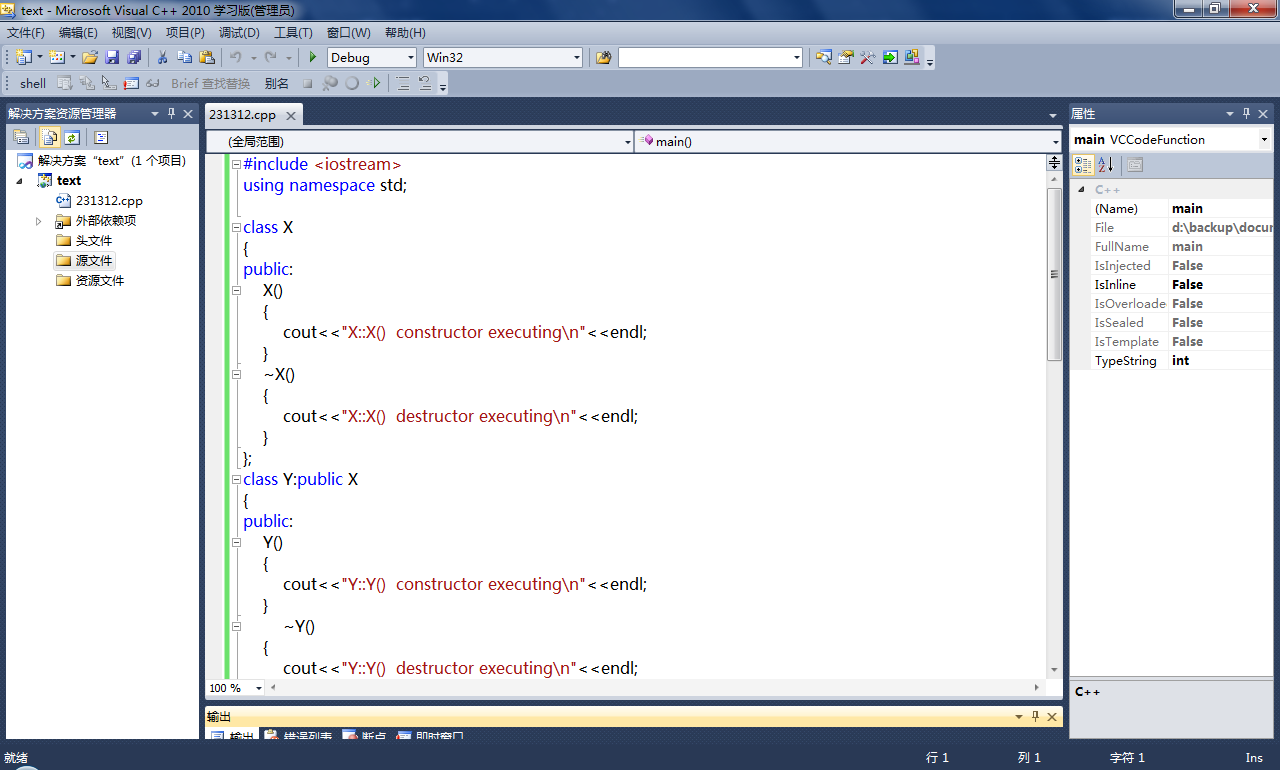 text - Microsoft Visual C++ 2010 学习版(管理员)
文件(F) 编辑(E) 视图(V) 项目(P) 调试(D) 工具(T) 窗口(W) 帮助(H)
Debug Win32
shell Brief 查找替换 别名
解决方案资源管理器
解决方案“text”(1 个项目)
text
231312.cpp
外部依赖项
头文件
源文件
资源文件
231312.cpp
(全局范围) main()
#include <iostream>
using namespace std;
class X
{
public:
X()
{
cout<<"X::X()  constructor executing\n"<<endl;
}
~X()
{
cout<<"X::X()  destructor executing\n"<<endl;
}
};
class Y:public X
{
public:
Y()
{
cout<<"Y::Y()  constructor executing\n"<<endl;
}
~Y()
{
cout<<"Y::Y()  destructor executing\n"<<endl;
100 %
输出
输出 错误列表 断点 即时窗口
属性
main VCCodeFunction
C++
(Name) main
File d:\backup\docur
FullName main
IsInjected False
IsInline False
IsOverloade False
IsSealed False
IsTemplate False
TypeString int
C++
就绪 行 1 列 1 字符 1 Ins